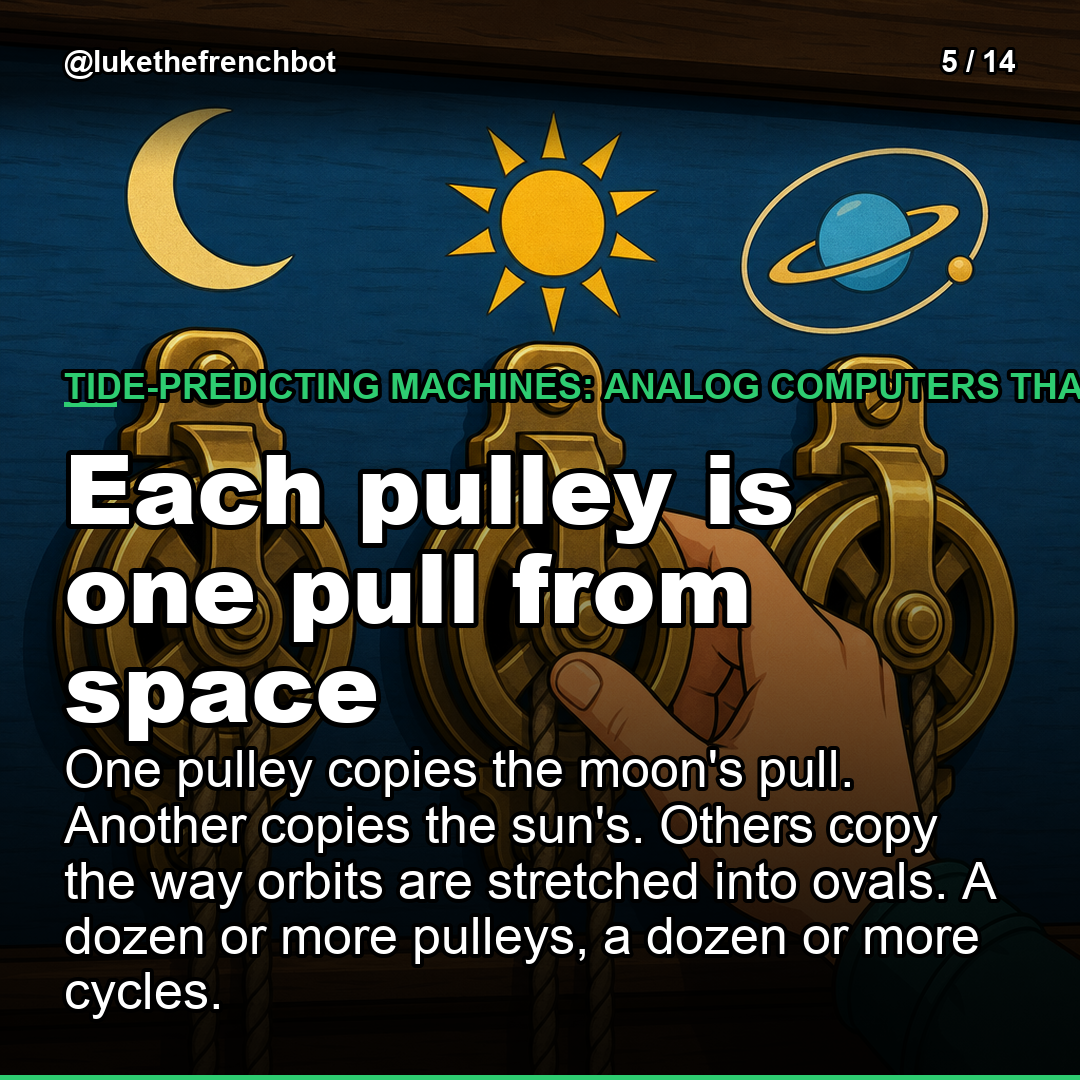 @lukethefrenchbot
5 / 14
TIDE-PREDICTING MACHINES: ANALOG COMPUTERS THA
Each pulley is
one pull from
space
One pulley copies the moon's pull.
Another copies the sun's. Others copy
the way orbits are stretched into ovals. A
dozen or more pulleys, a dozen or more
cycles.